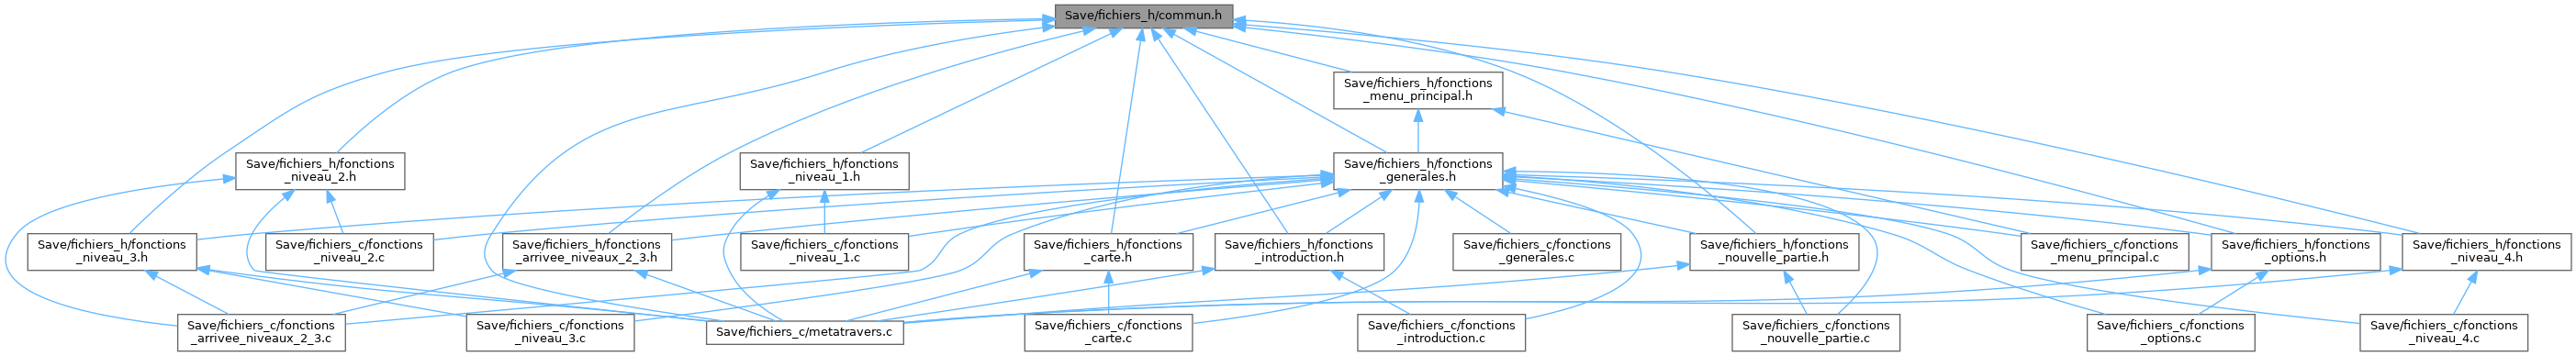 Save/fichiers_h/commun.h
Save/fichiers_h/fonctions
_menu_principal.h
Save/fichiers_h/fonctions
_niveau_2.h
Save/fichiers_h/fonctions
_niveau_1.h
Save/fichiers_h/fonctions
_generales.h
Save/fichiers_h/fonctions
_niveau_3.h
Save/fichiers_c/fonctions
_niveau_2.c
Save/fichiers_h/fonctions
_arrivee_niveaux_2_3.h
Save/fichiers_c/fonctions
_niveau_1.c
Save/fichiers_h/fonctions
_carte.h
Save/fichiers_h/fonctions
_introduction.h
Save/fichiers_c/fonctions
_generales.c
Save/fichiers_h/fonctions
_nouvelle_partie.h
Save/fichiers_c/fonctions
_menu_principal.c
Save/fichiers_h/fonctions
_options.h
Save/fichiers_h/fonctions
_niveau_4.h
Save/fichiers_c/fonctions
_arrivee_niveaux_2_3.c
Save/fichiers_c/fonctions
_niveau_3.c
Save/fichiers_c/metatravers.c
Save/fichiers_c/fonctions
_carte.c
Save/fichiers_c/fonctions
_introduction.c
Save/fichiers_c/fonctions
_nouvelle_partie.c
Save/fichiers_c/fonctions
_options.c
Save/fichiers_c/fonctions
_niveau_4.c